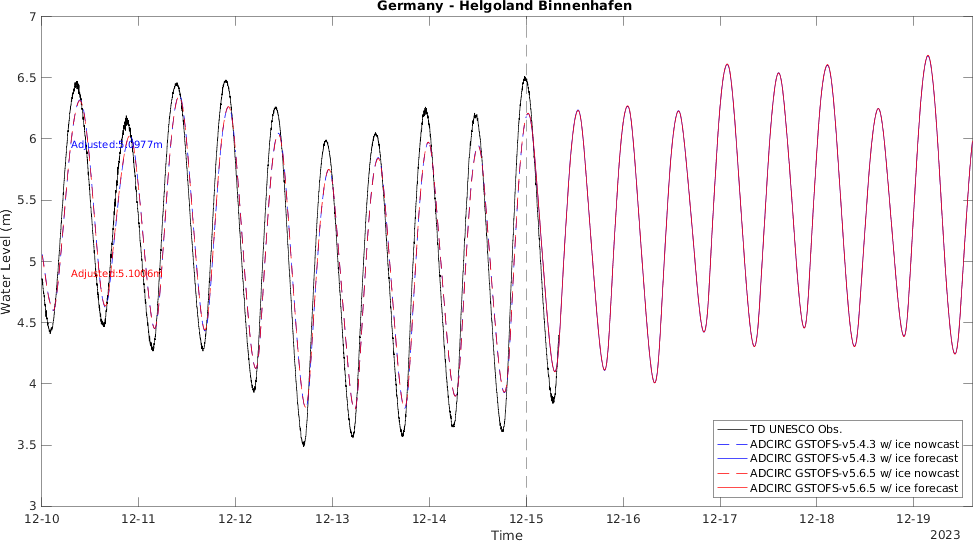 Germany - Helgoland Binnenhafen
7
6.5
6
5.5
5
4.5
4
3.5
3
Water Level (m)
Adjusted:5.0977m
Adjusted:5.1006m
TD UNESCO Obs.
ADCIRC GSTOFS-v5.4.3 w/ ice nowcast
ADCIRC GSTOFS-v5.4.3 w/ ice forecast
ADCIRC GSTOFS-v5.6.5 w/ ice nowcast
ADCIRC GSTOFS-v5.6.5 w/ ice forecast
12-10 12-11 12-12 12-13 12-14 12-15 12-16 12-17 12-18 12-19
Time
2023